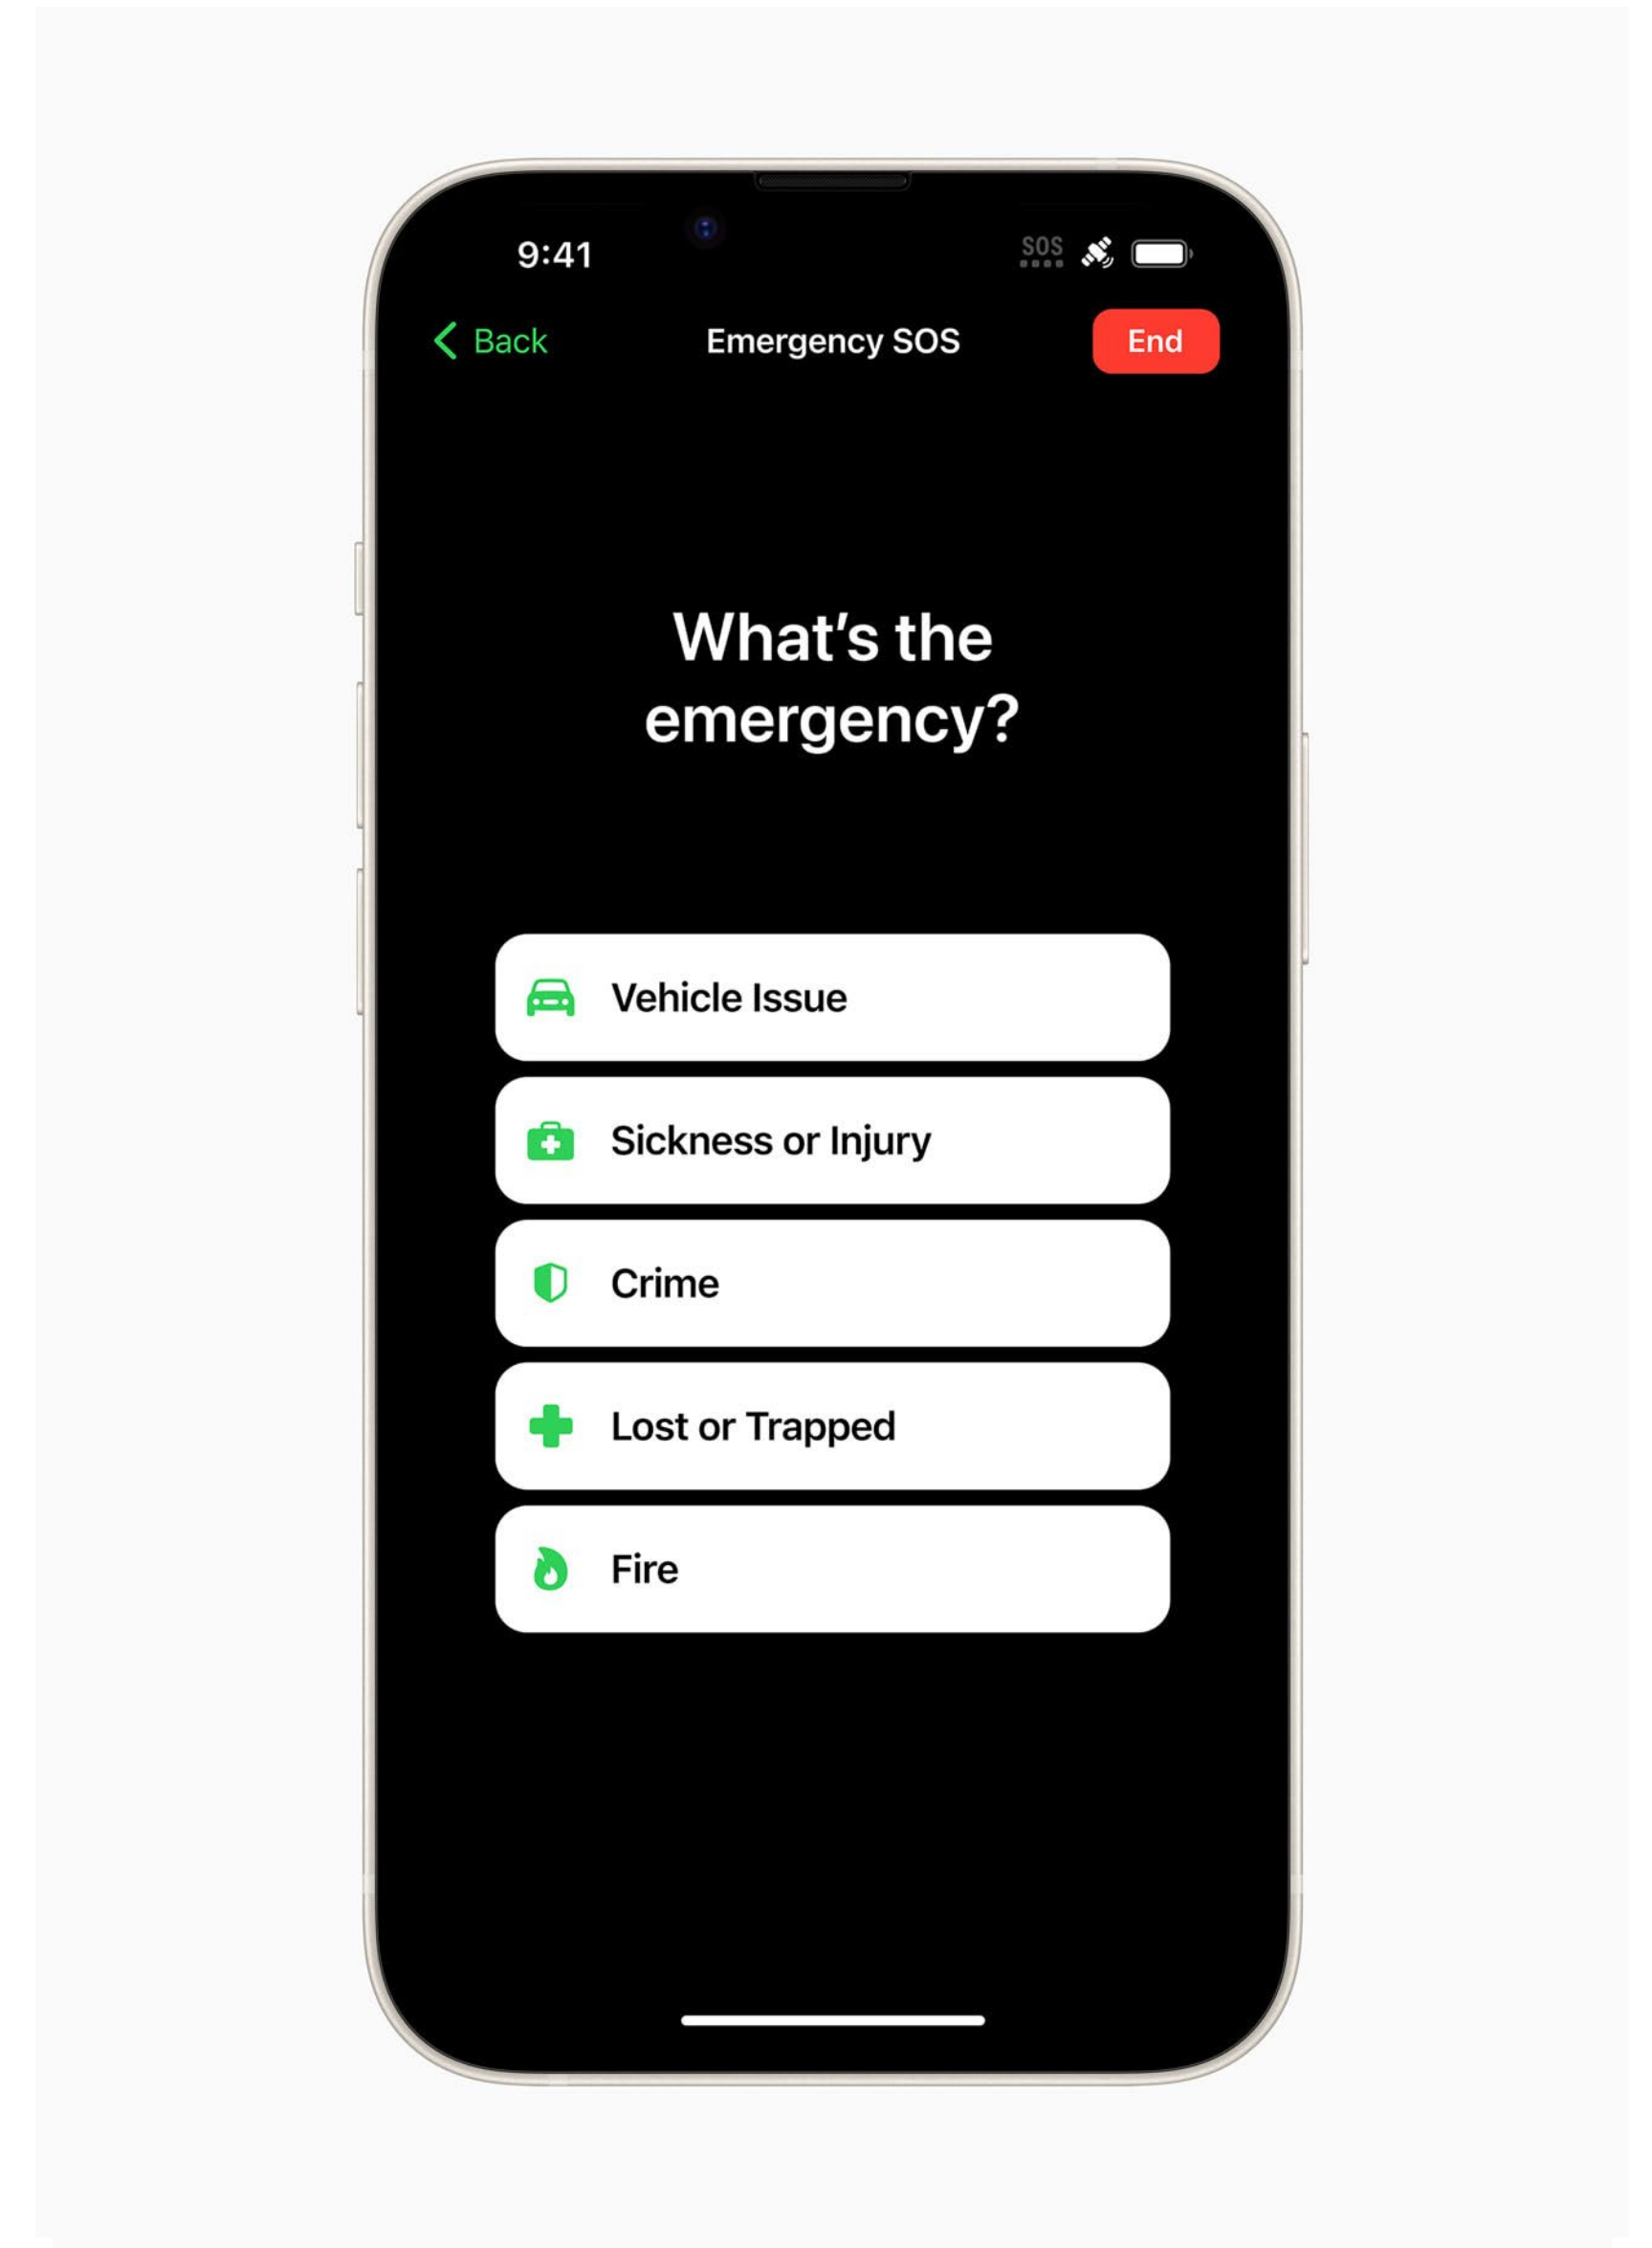 9:41
SOS
Back
Emergency SOS
End
What's the
emergency?
Vehicle Issue
Sickness or Injury
Crime
Lost or Trapped
Fire